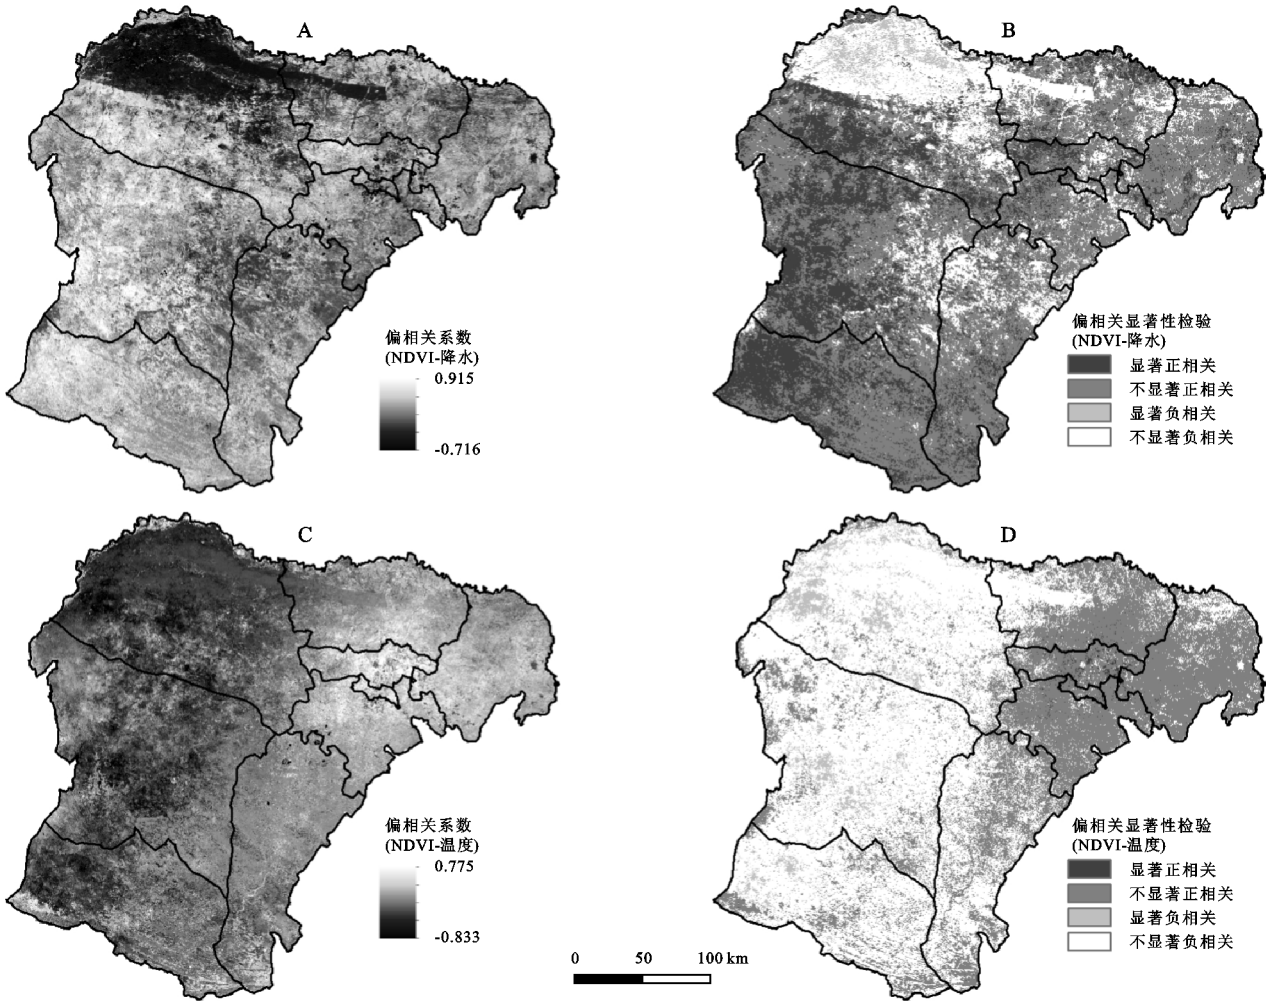 A
B
偏相关系数
(NDVI-降水)
0.915
-0.716
偏相关显著性检验
(NDVI-降水)
显著正相关
不显著正相关
显著负相关
不显著负相关
C
D
偏相关系数
(NDVI-温度)
0.775
-0.833
偏相关显著性检验
(NDVI-温度)
显著正相关
不显著正相关
显著负相关
不显著负相关
0 50 100 km